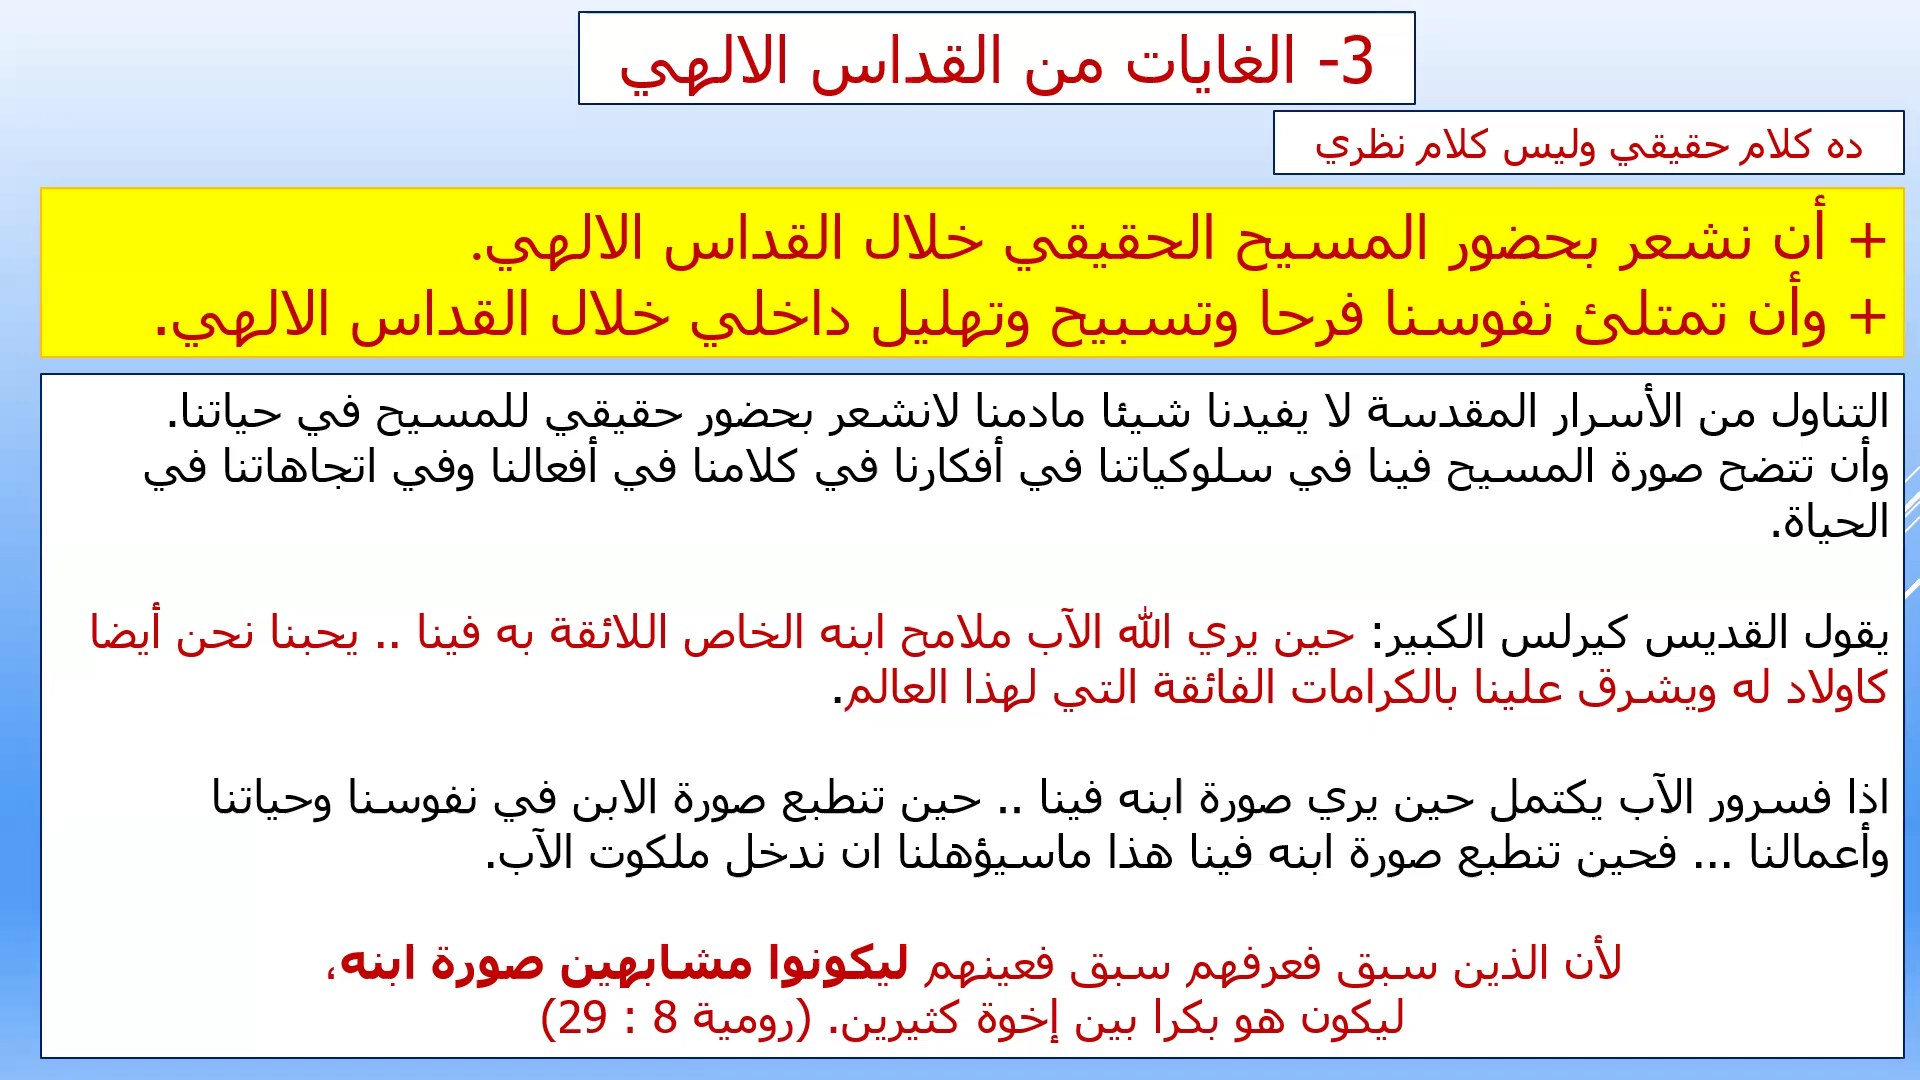 3- الغايات من القداس الالهي
ده كلام حقيقي وليس كلام نظري
+ أن نشعر بحضور المسيح الحقيقي خلال القداس الالهي.
+ وأن تمتلئ نفوسنا فرحا وتسبيح وتهليل داخلي خلال القداس الالهي.
التناول من الأسرار المقدسة لا يفيدنا شيئا مادمنا لانشعر بحضور حقيقي للمسيح في حياتنا.
وأن تتضح صورة المسيح فينا في سلوكياتنا في أفكارنا في كلامنا في أفعالنا وفي اتجاهاتنا في
الحياة.
يقول القديس كيرلس الكبير: حين يري الله الآب ملامح ابنه الخاص اللائقة به فينا .. يحبنا نحن أيضا
كاولاد له ويشرق علينا بالكرامات الفائقة التي لهذا العالم.
اذا فسرور الآب يكتمل حين يري صورة ابنه فينا .. حين تنطبع صورة الابن في نفوسنا وحياتنا
وأعمالنا ... فحين تنطبع صورة ابنه فينا هذا ماسيؤهلنا ان ندخل ملكوت الآب.
لأن الذين سبق فعرفهم سبق فعينهم ليكونوا مشابهين صورة ابنه،
ليكون هو بكرا بين إخوة كثيرين. (رومية 8 : 29)